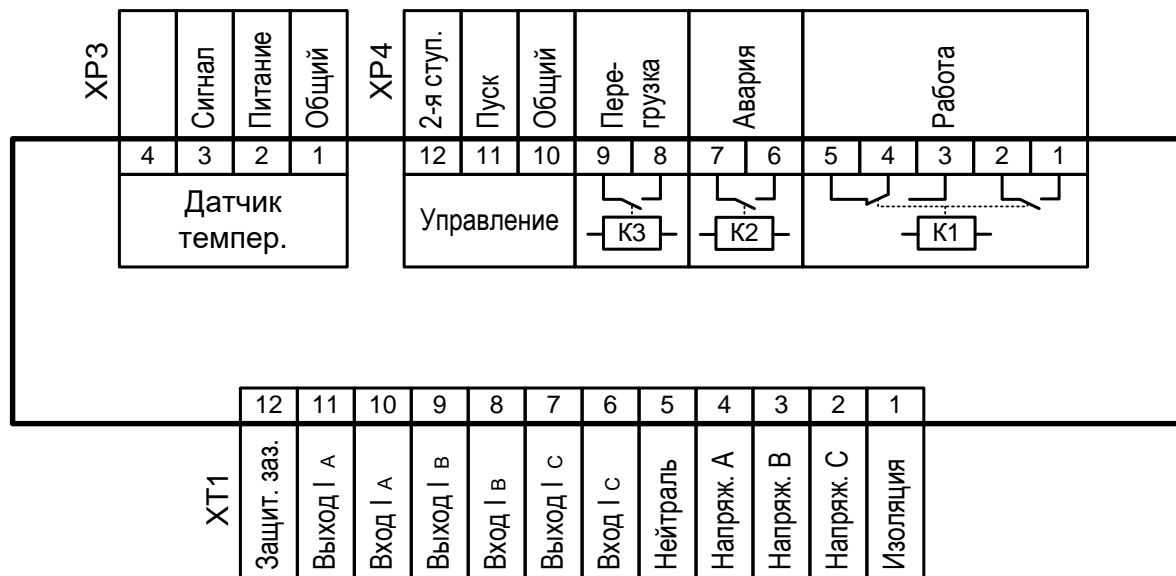 XP3
Сигнал
Питание
Общий
4 3 2 1
Датчик
темпер.
XP4
2-я ступ.
Пуск
Общий
Пере-
грузка
Авария
Работа
12 11 10 9 8 7 6 5 4 3 2 1
Управление
К3
К2
К1
XT1
12 11 10 9 8 7 6 5 4 3 2 1
Защит. заз.
Выход I A
Вход I A
Выход I B
Вход I B
Выход I C
Вход I C
Нейтраль
Напряж. A
Напряж. B
Напряж. C
Изоляция